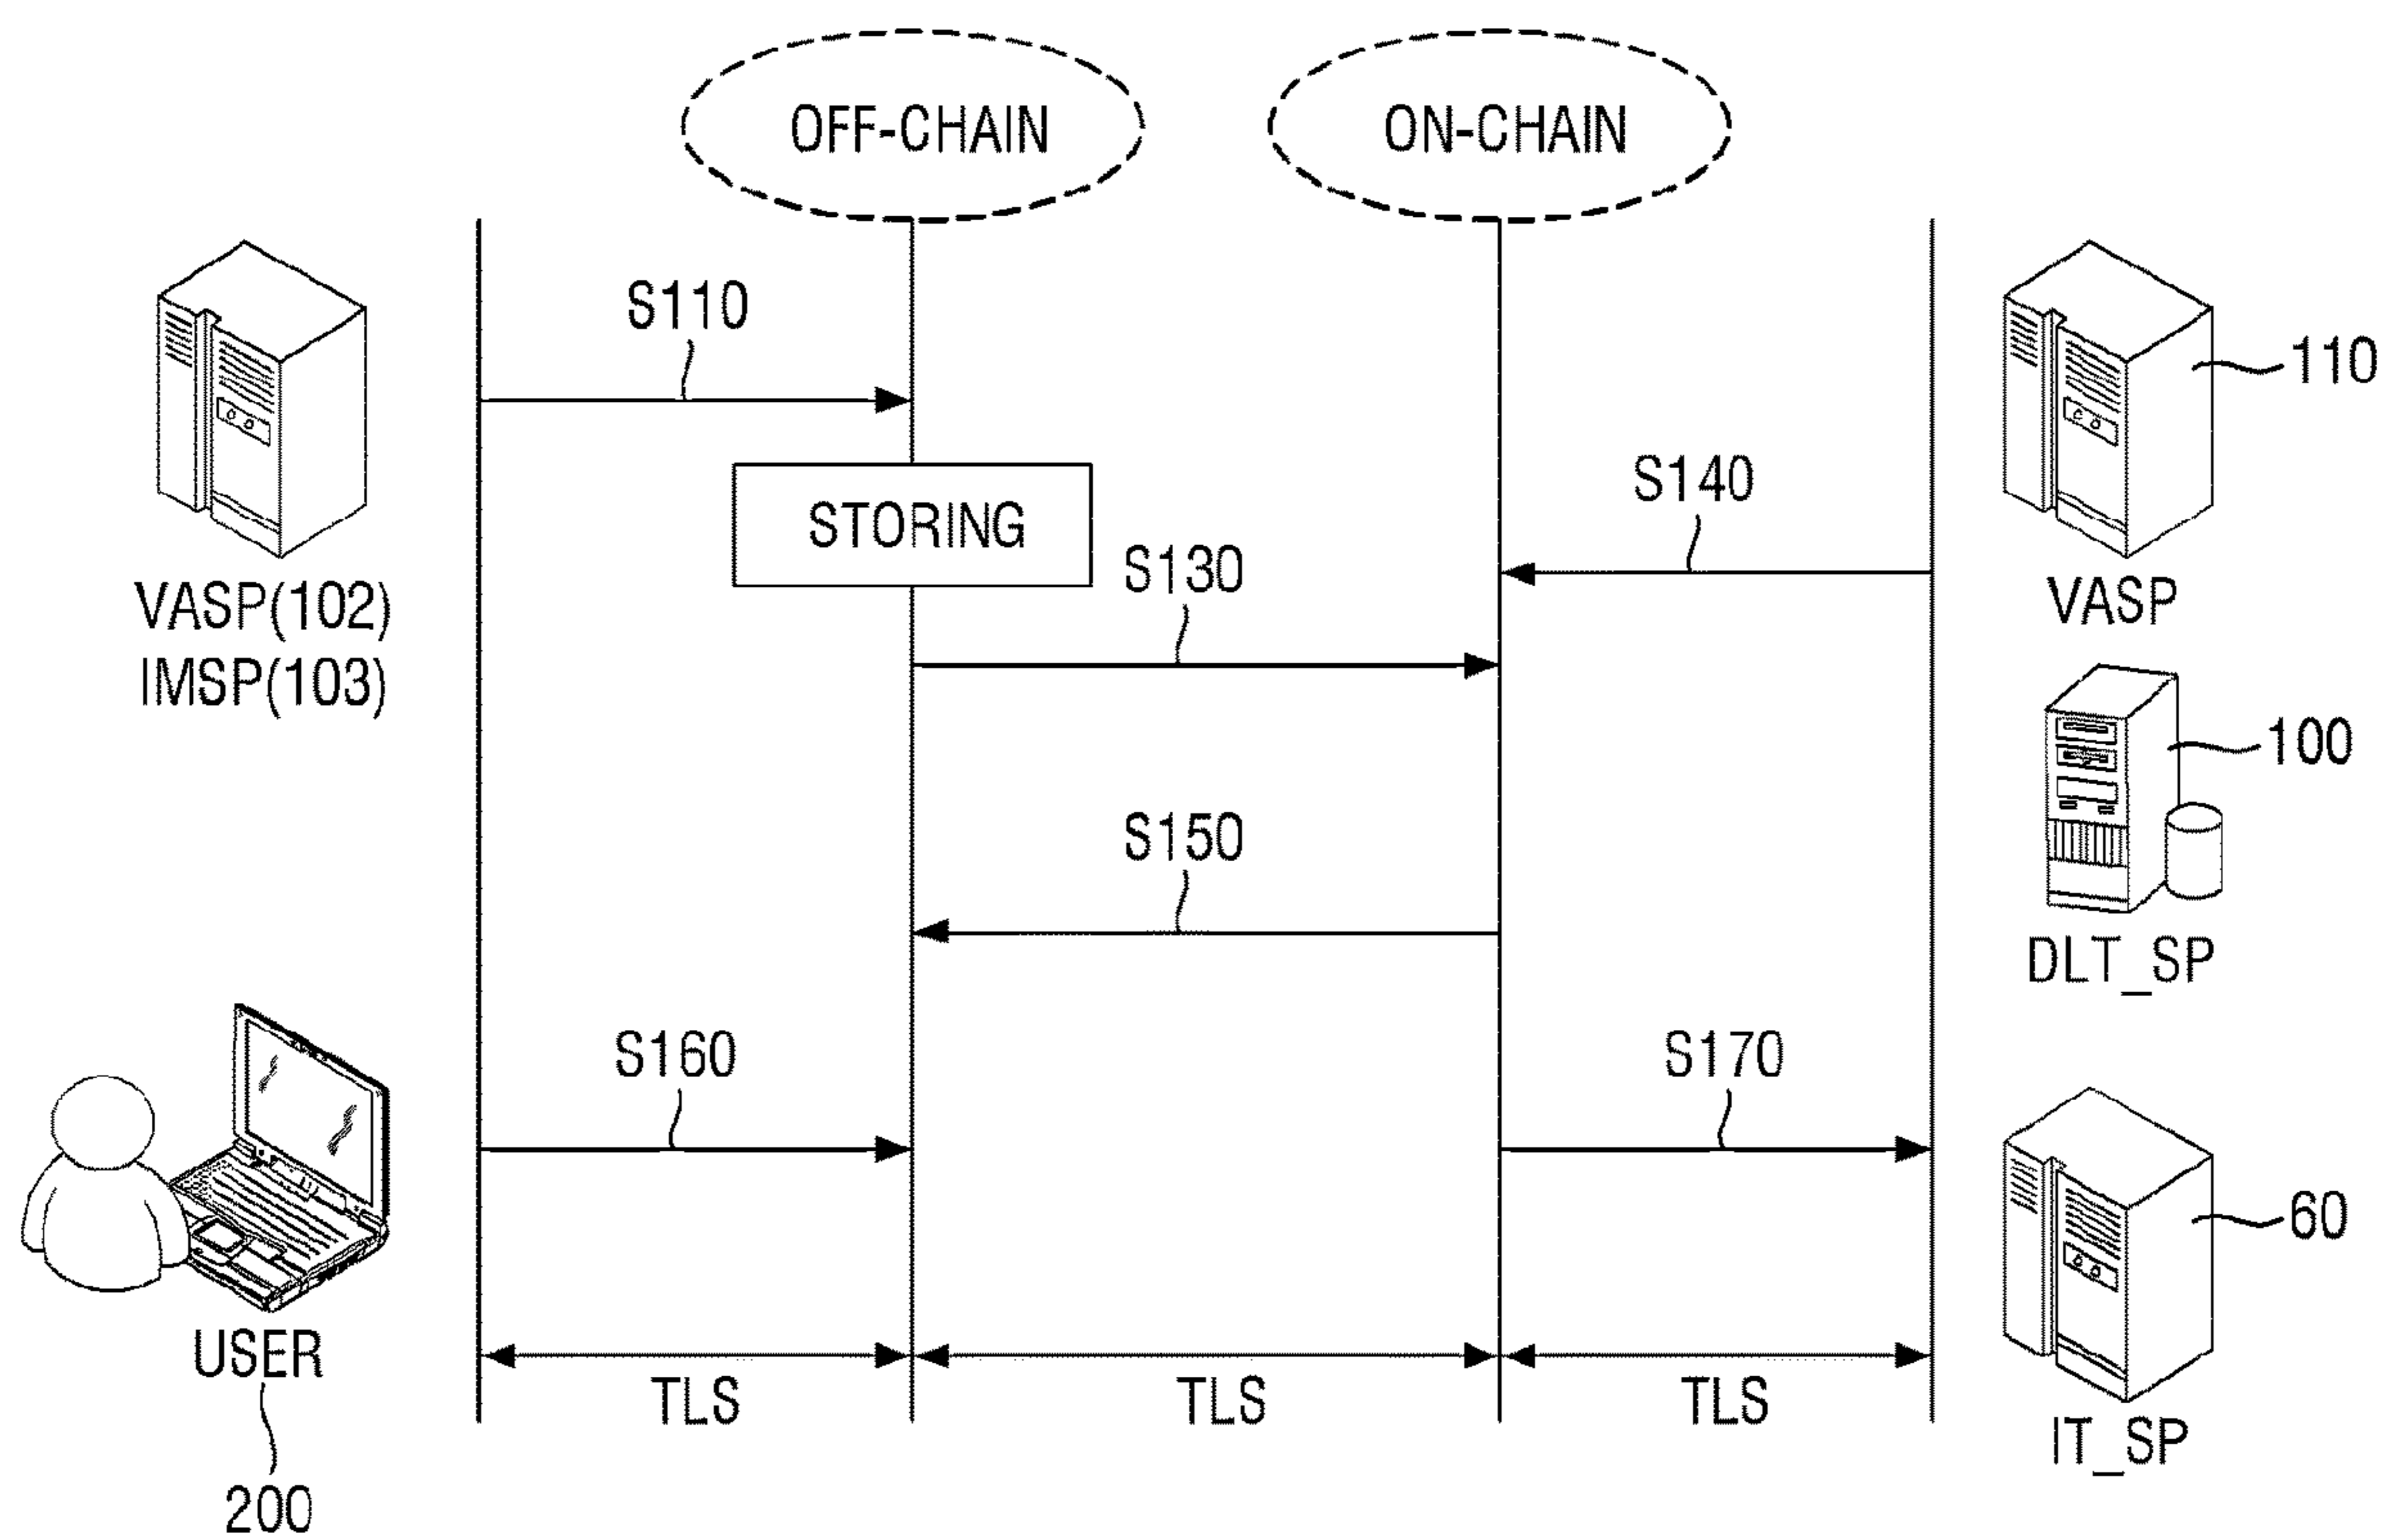 OFF-CHAIN
ON-CHAIN
S110
110
S140
STORING
S130
VASP(102)
IMSP(103)
VASP
100
S150
DLT_SP
S160
S170
60
USER
TLS
TLS
TLS
IT_SP
200